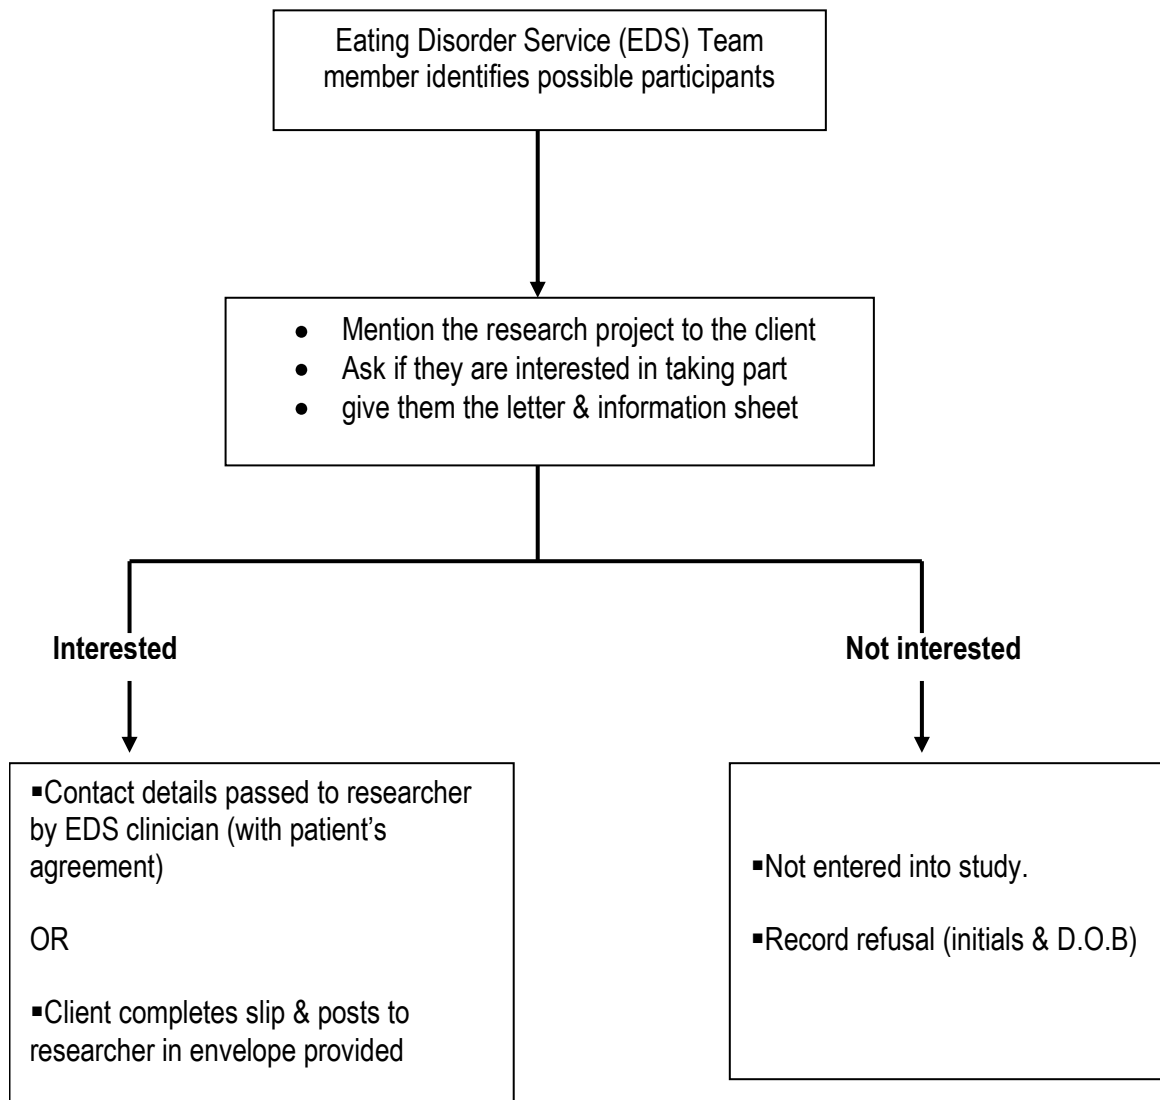 Eating Disorder Service (EDS) Team
member identifies possible participants
● Mention the research project to the client
● Ask if they are interested in taking part
● give them the letter & information sheet
Interested
Not interested
▪Contact details passed to researcher
by EDS clinician (with patient’s
agreement)
OR
▪Client completes slip & posts to
researcher in envelope provided
▪Not entered into study.
▪Record refusal (initials & D.O.B)